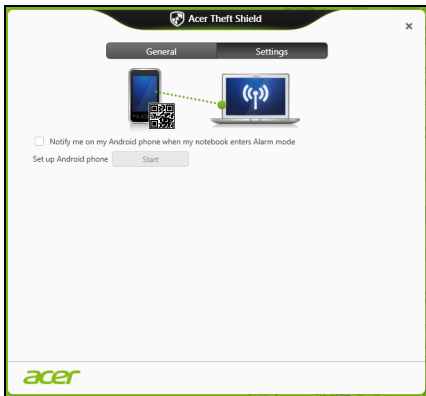 Acer Theft Shield
General Settings
Notify me on my Android phone when my notebook enters Alarm mode
Set up Android phone Start
acer